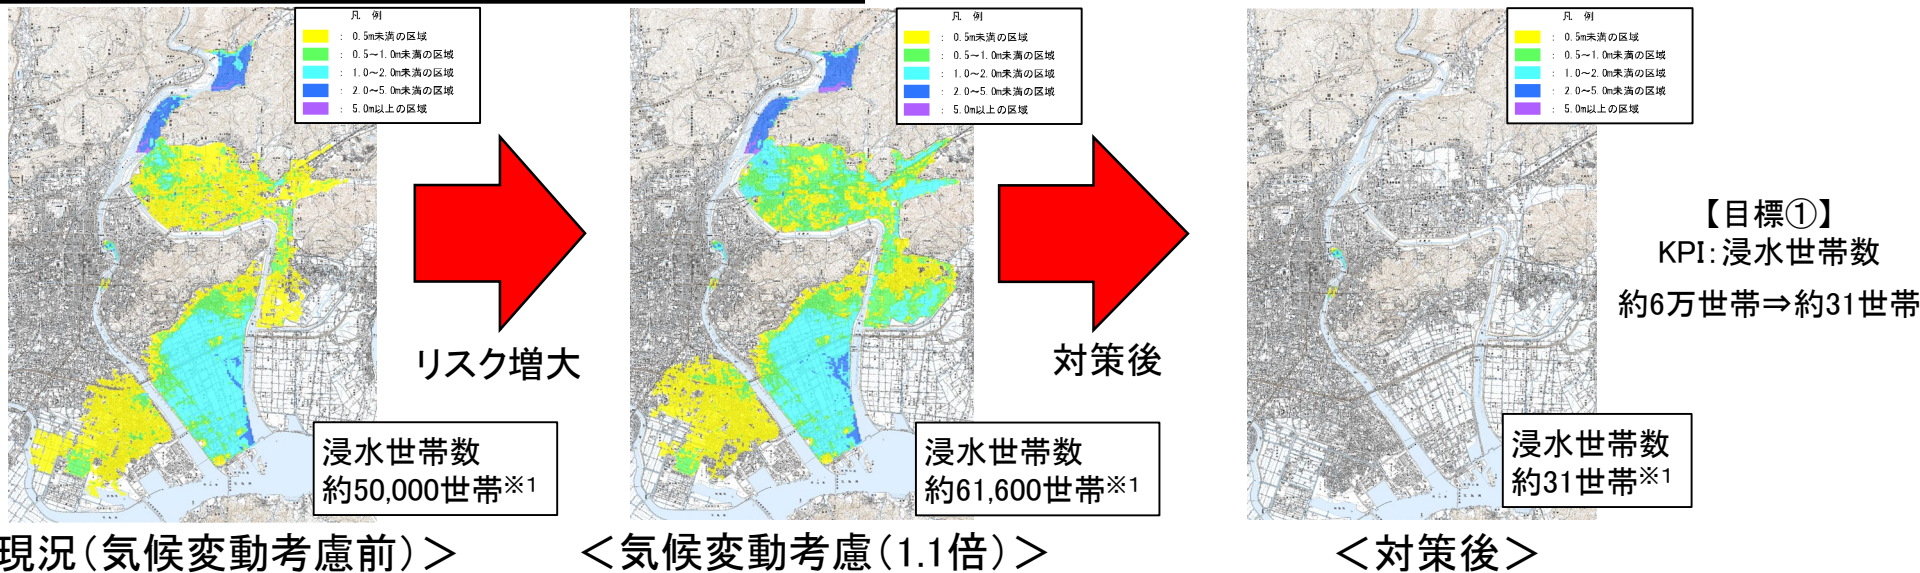 凡　例
： 0.5m未満の区域
： 0.5～1.0m未満の区域
： 1.0～2.0m未満の区域
： 2.0～5.0m未満の区域
： 5.0m以上の区域
浸水世帯数
約50,000世帯※1
現況(気候変動考慮前)＞
リスク増大
凡　例
： 0.5m未満の区域
： 0.5～1.0m未満の区域
： 1.0～2.0m未満の区域
： 2.0～5.0m未満の区域
： 5.0m以上の区域
浸水世帯数
約61,600世帯※1
＜気候変動考慮(1.1倍)＞
対策後
凡　例
： 0.5m未満の区域
： 0.5～1.0m未満の区域
： 1.0～2.0m未満の区域
： 2.0～5.0m未満の区域
： 5.0m以上の区域
浸水世帯数
約31世帯※1
＜対策後＞
【目標①】
KPI:浸水世帯数
約6万世帯⇒約31世帯